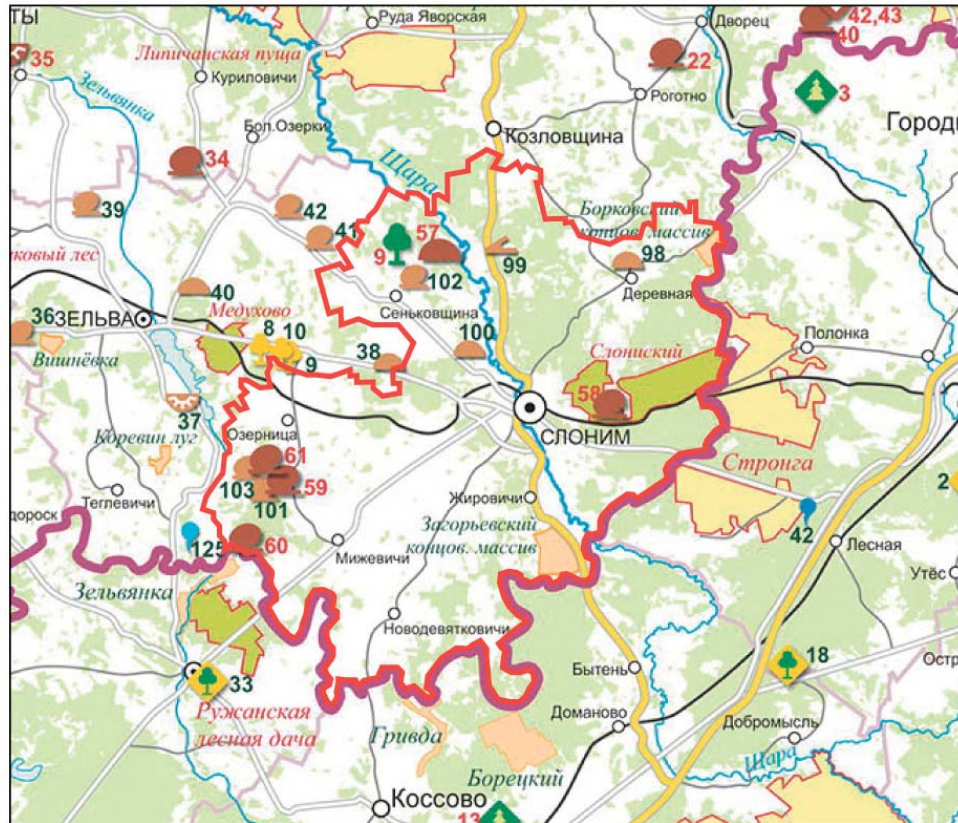 ТЫ
Руда Яворская
Дворец
42,43
40
35
Липичанская пуща
22
Куриловичи
3
Зельвянка
Роготно
Бол.Озерки
Козловщина
Городи
34
Щара
39
42
Борковский
концов. массив
41
57
9
98
ковый лес
99
102
40
Деревная
Сеньковщина
36
ЗЕЛЬВА
Медухово
8
10
100
Полонка
Вишнёвка
9
38
Слониский
58
37
СЛОНИМ
Озерница
Коревин луг
61
59
Стронга
103
2
Теглевичи
101
Жировичи
дороск
Загорьевский
концов. массив
42
125
60
Лесная
Мижевичи
Утёс
Зельвянка
Новодевятковичи
18
33
Бытень
Остр
Ружанская
лесная дача
Доманово
Добромысль
Гривда
Щара
Борецкий
Коссово
13